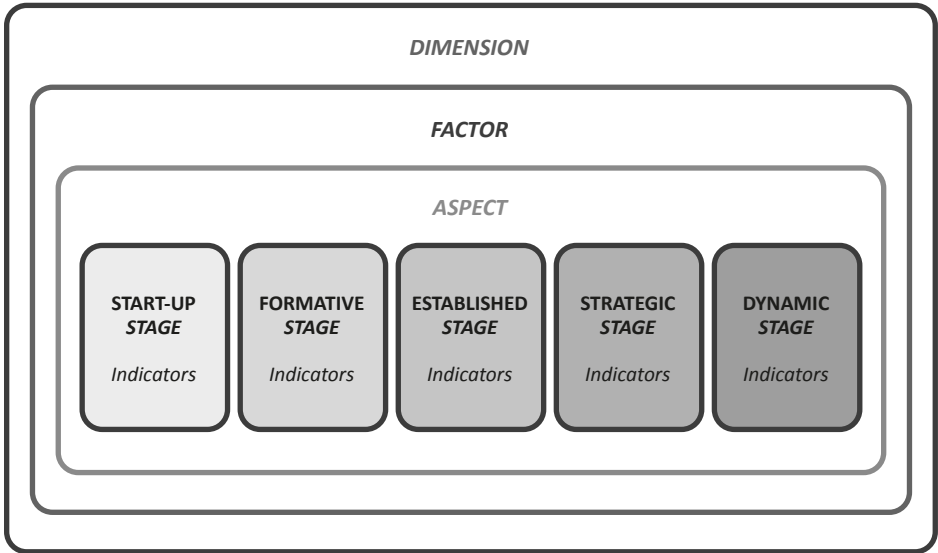 DIMENSION
FACTOR
ASPECT
START-UP
STAGE
Indicators
FORMATIVE
STAGE
Indicators
ESTABLISHED
STAGE
Indicators
STRATEGIC
STAGE
Indicators
DYNAMIC
STAGE
Indicators